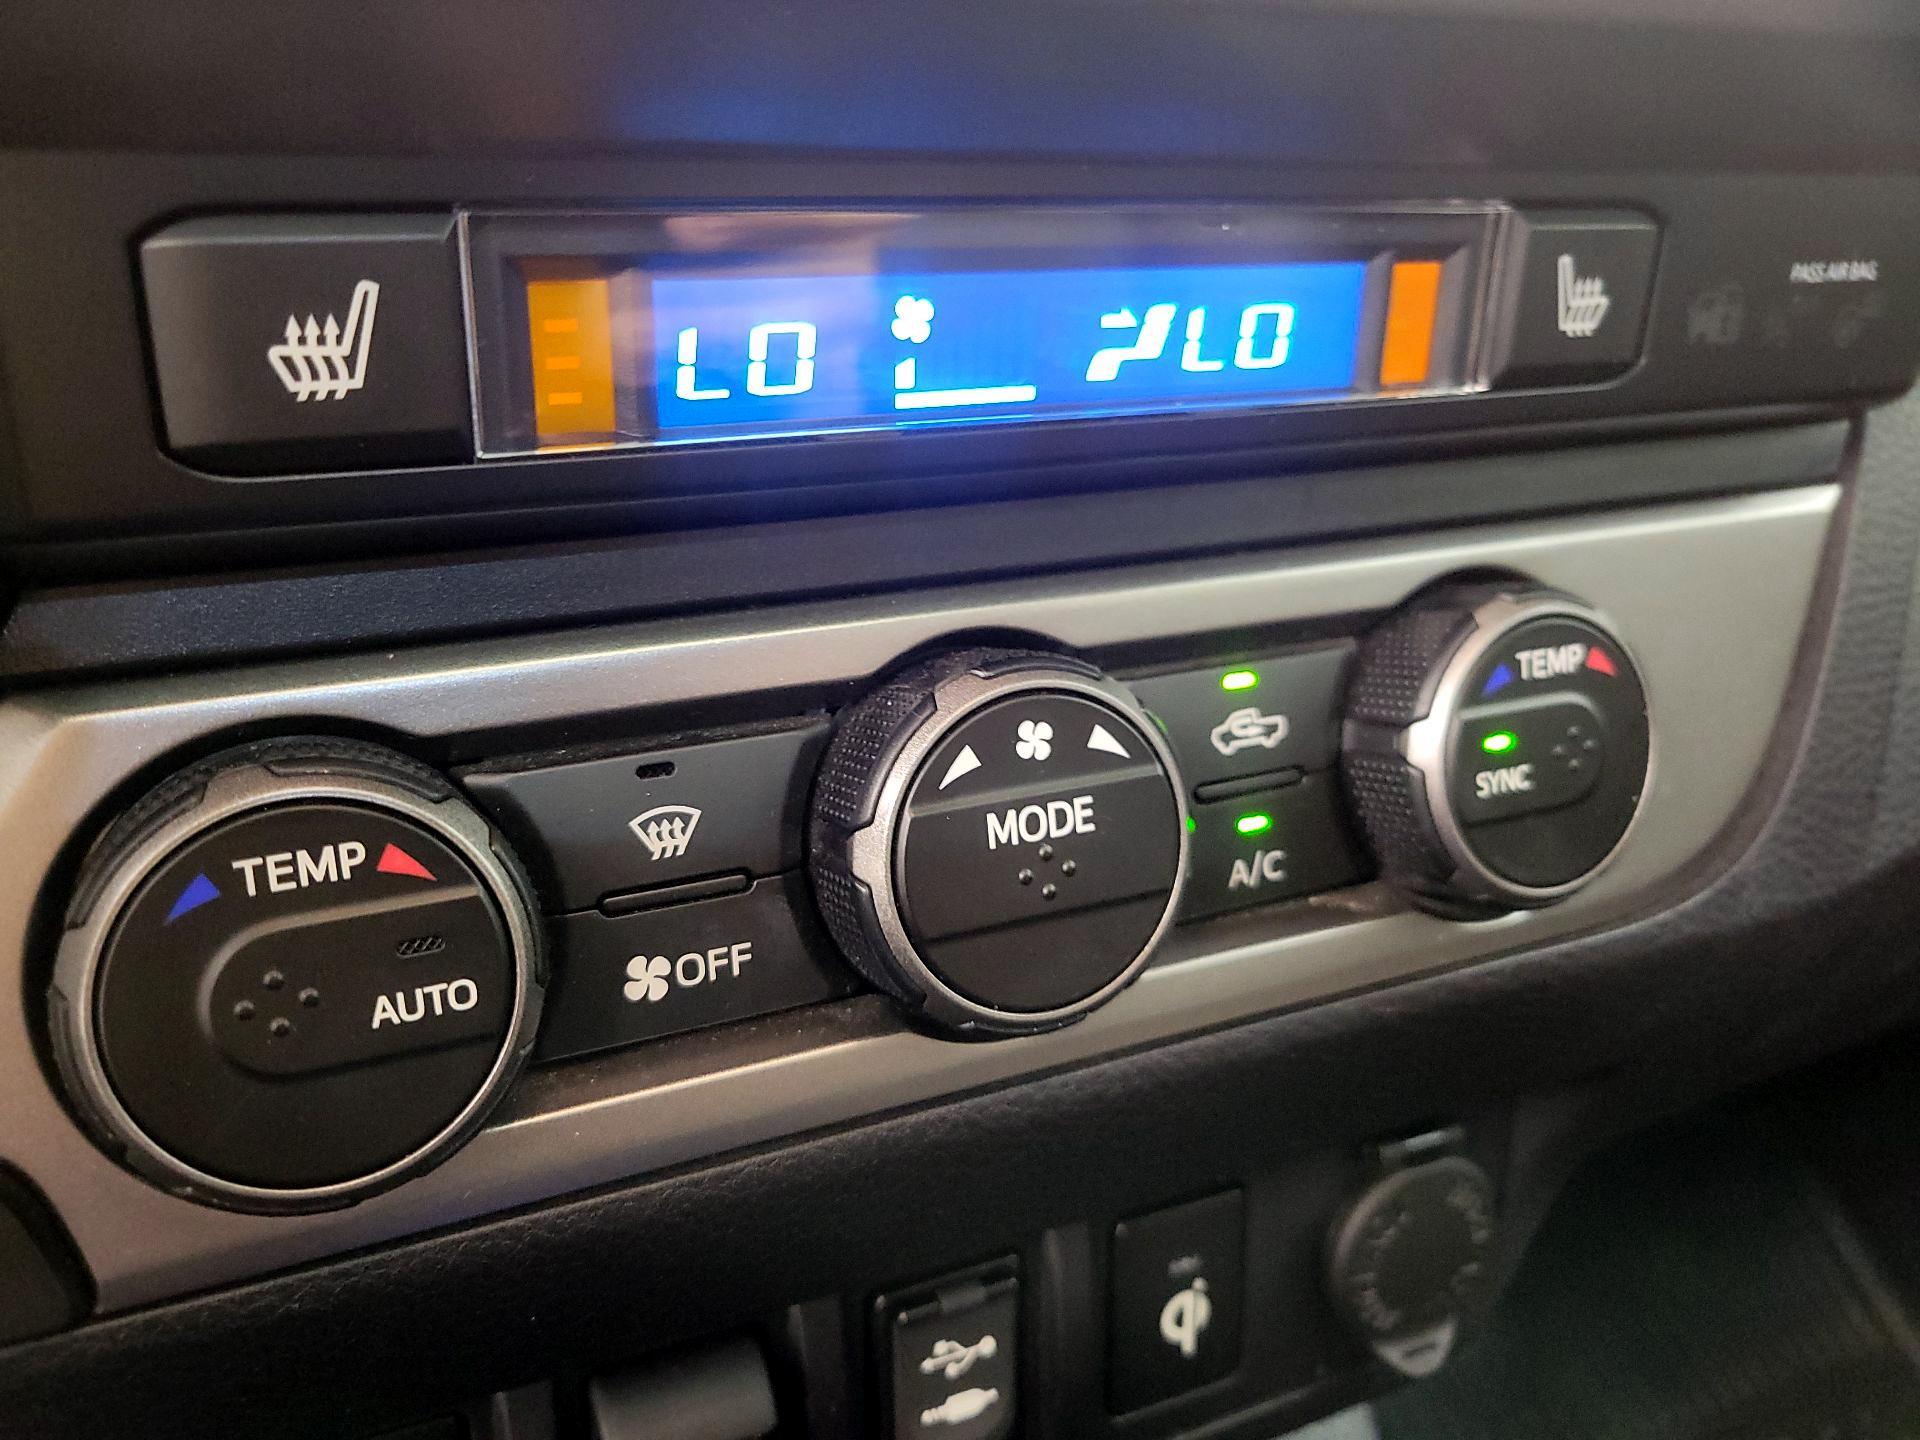 PASS AIR BAG
LO
LO
TEMP
AUTO
OFF
MODE
A/C
TEMP
SYNC